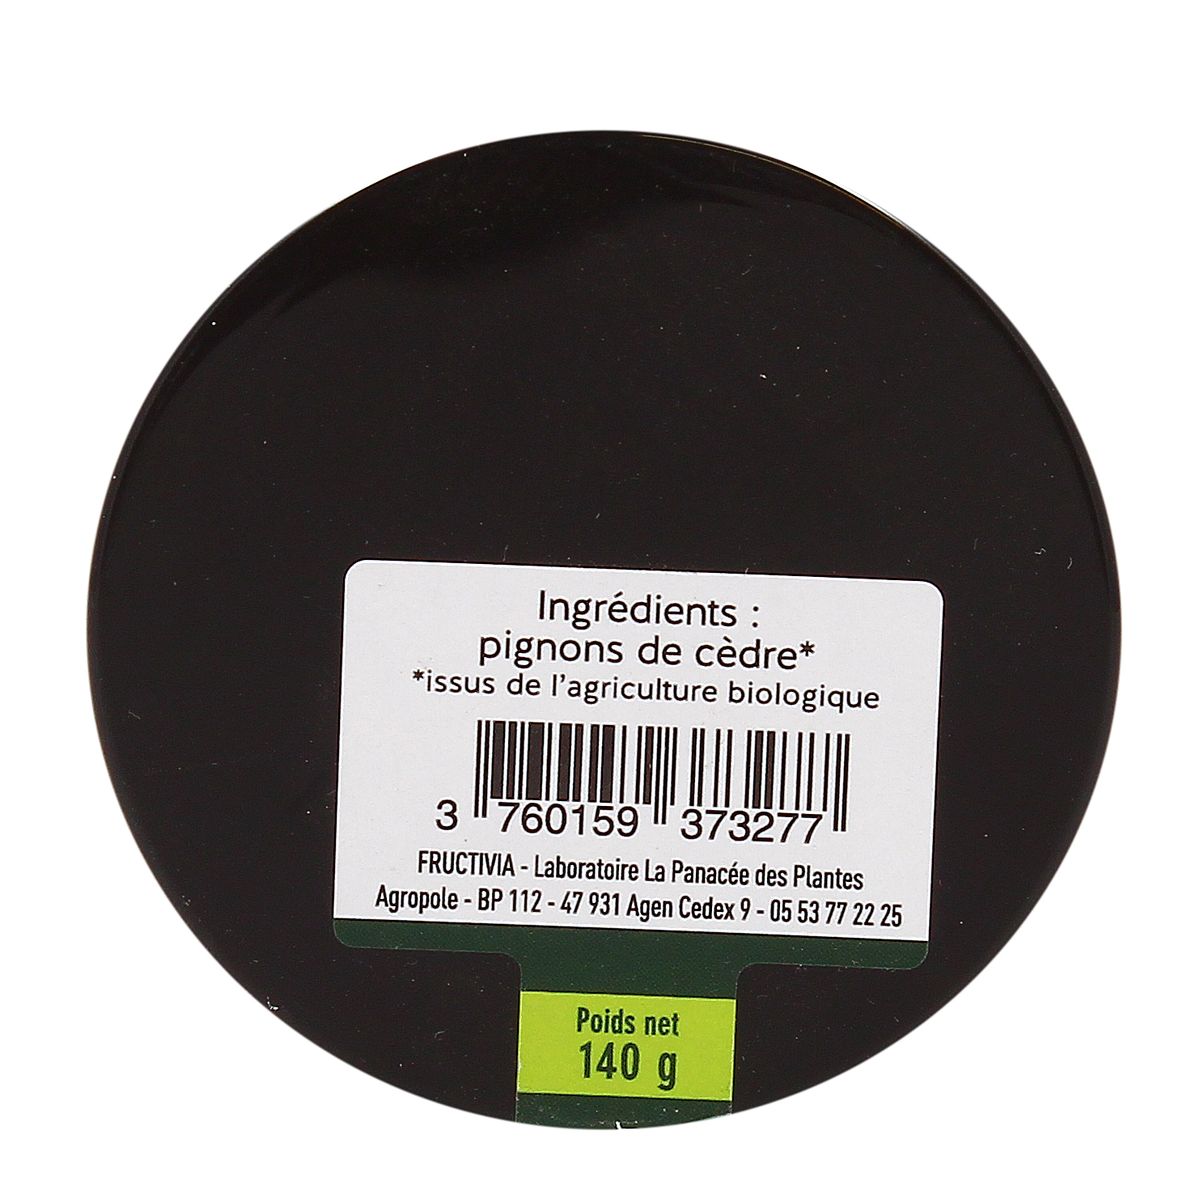 Ingrédients :
pignons de cèdre*
*issus de l'agriculture biologique
3 760159 373277
FRUCTIVIA - Laboratoire La Panacée des Plantes
Agropole - BP 112 - 47 931 Agen Cedex 9 - 05 53 77 22 25
Poids net
140 g